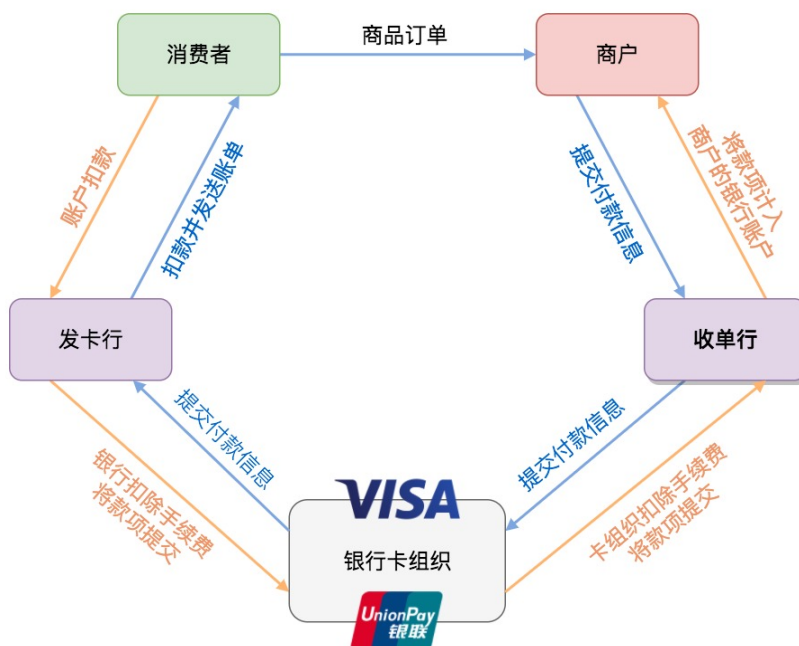 消费者
商品订单
商户
账户扣款
扣款并发送账单
提交付款信息
将款项计入
商户的银行账户
发卡行
收单行
提交付款信息
提交付款信息
银行扣除手续费
将款项提交
VISA
银行卡组织
UnionPay
银联
卡组织扣除手续费
将款项提交